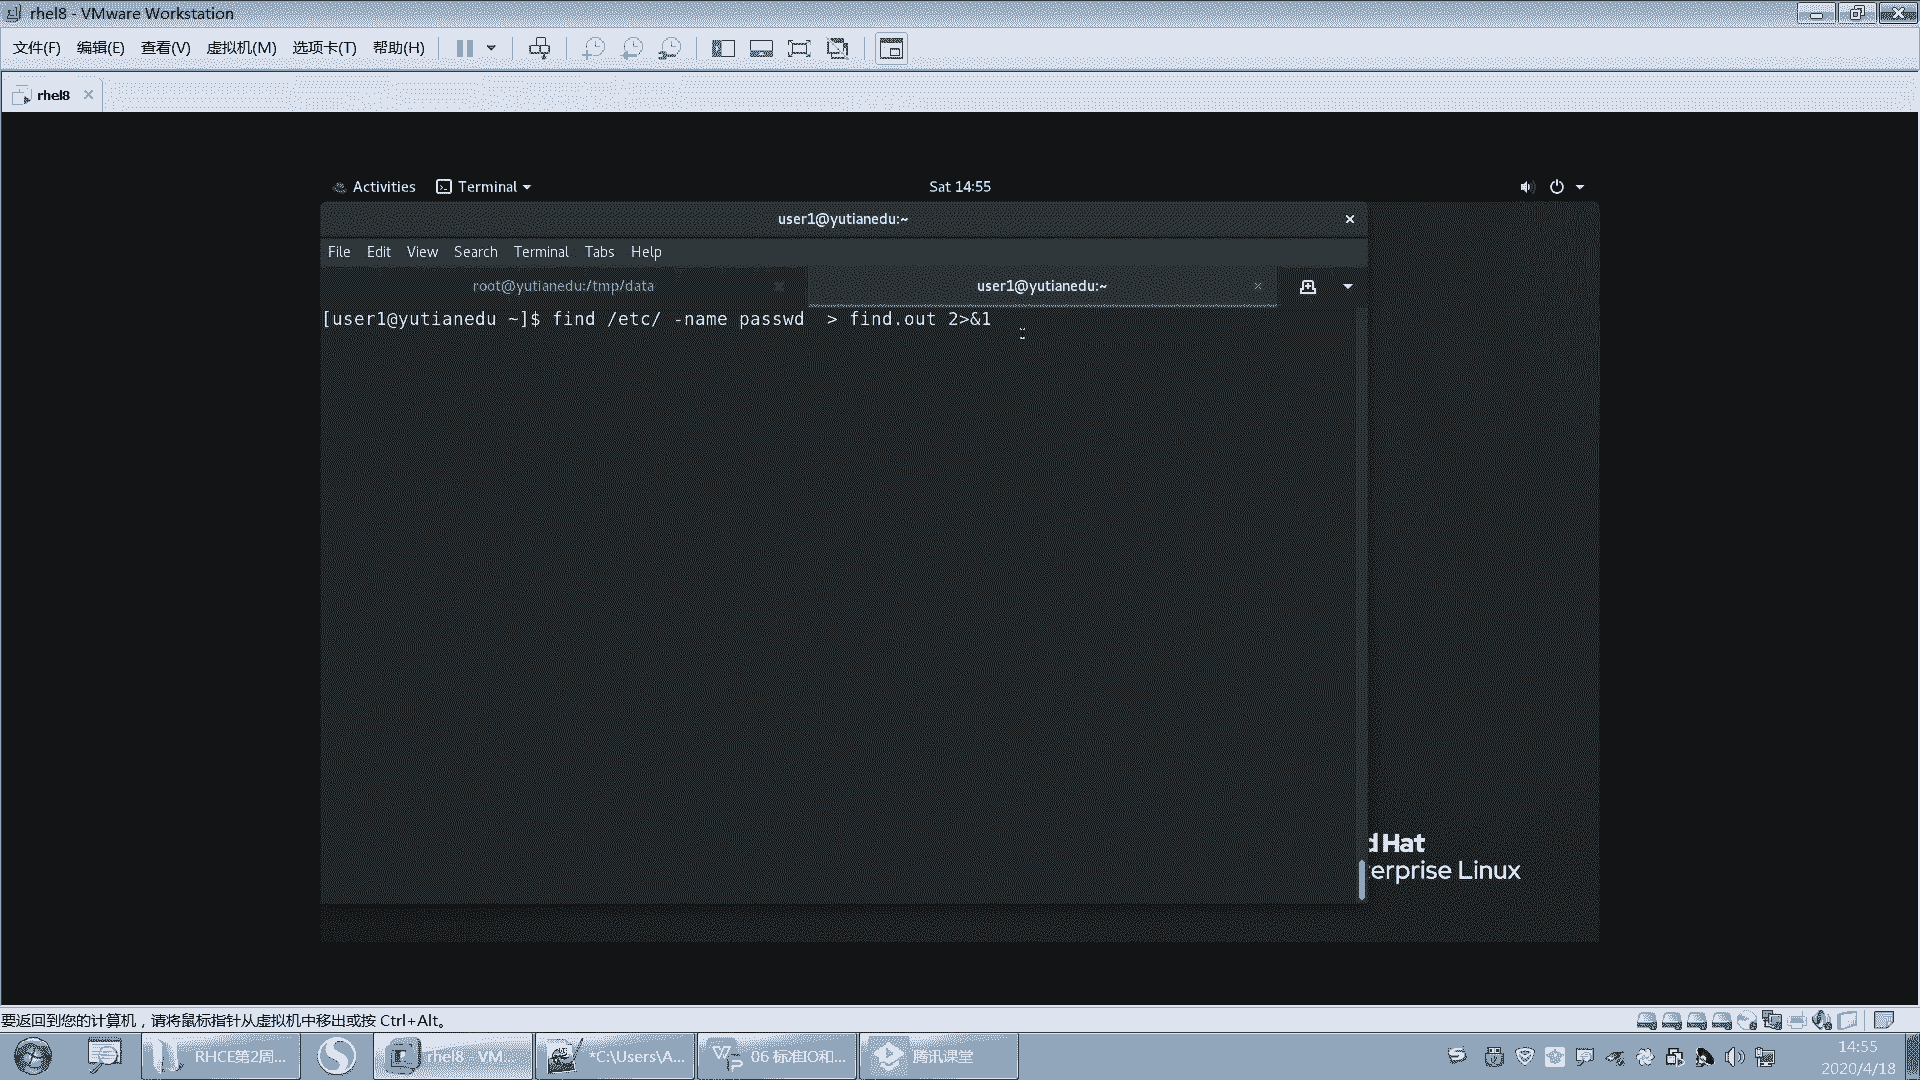 rhel8 - VMware Workstation
文件(F) 编辑(E) 查看(V) 虚拟机(M) 选项卡(T) 帮助(H)
rhel8
Activities Terminal Sat 14:55
user1@yutianedu:~
File Edit View Search Terminal Tabs Help
root@yutianedu:/tmp/data user1@yutianedu:~
[user1@yutianedu ~]$ find /etc/ -name passwd  > find.out 2>&1
d Hat
erprise Linux
要返回到您的计算机，请将鼠标指针从虚拟机中移出或按 Ctrl+Alt。
RHCE第2周... rhel8 - VM... *C:\Users\A... 06 标准IO和... 腾讯课堂
14:55
2020/4/18